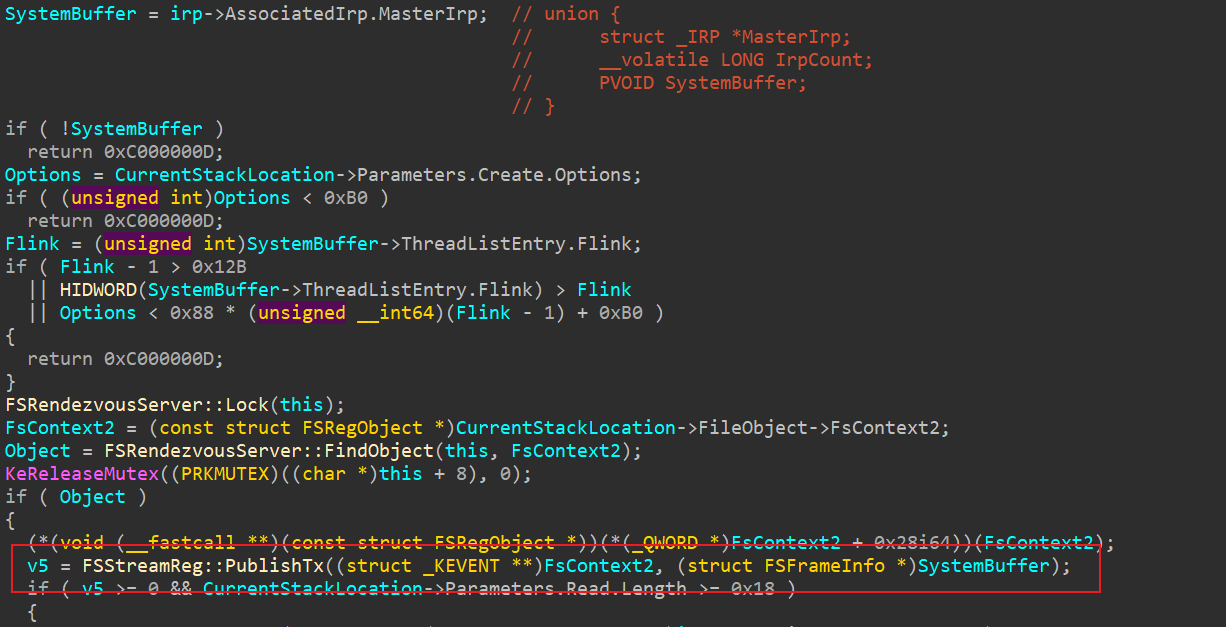 SystemBuffer = irp->AssociatedIrp.MasterIrp;  // union {
//      struct _IRP *MasterIrp;
//      __volatile LONG IrpCount;
//      PVOID SystemBuffer;
// }
if ( !SystemBuffer )
  return 0xC000000D;
Options = CurrentStackLocation->Parameters.Create.Options;
if ( (unsigned int)Options < 0xB0 )
  return 0xC000000D;
Flink = (unsigned int)SystemBuffer->ThreadListEntry.Flink;
if ( Flink - 1 > 0x12B
  || HIDWORD(SystemBuffer->ThreadListEntry.Flink) > Flink
  || Options < 0x88 * (unsigned __int64)(Flink - 1) + 0xB0 )
{
  return 0xC000000D;
}
FSRendezvousServer::Lock(this);
FsContext2 = (const struct FSRegObject *)CurrentStackLocation->FileObject->FsContext2;
Object = FSRendezvousServer::FindObject(this, FsContext2);
KeReleaseMutex((PRKMUTEX)((char *)this + 8), 0);
if ( Object )
{
  (*(void (__fastcall **)(const struct FSRegObject *))(*(_QWORD *)FsContext2 + 0x28i64))(FsContext2);
  v5 = FSStreamReg::PublishTx((struct _KEVENT **)FsContext2, (struct FSFrameInfo *)SystemBuffer);
  if ( v5 >= 0 && CurrentStackLocation->Parameters.Read.Length >= 0x18 )
  {